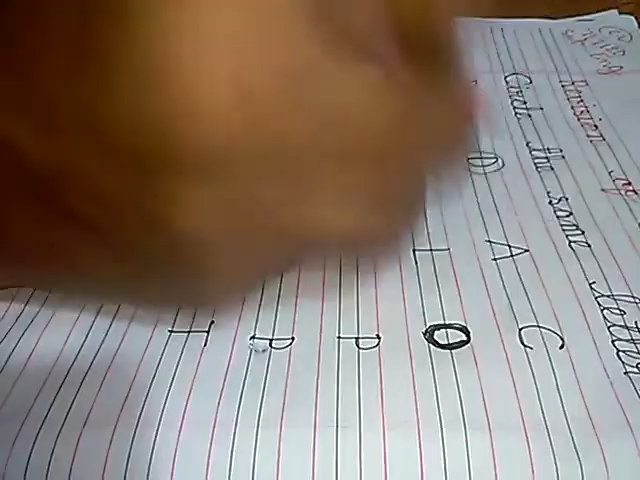 Revision of
Circle the same letter
D A C
L O
P
B
I